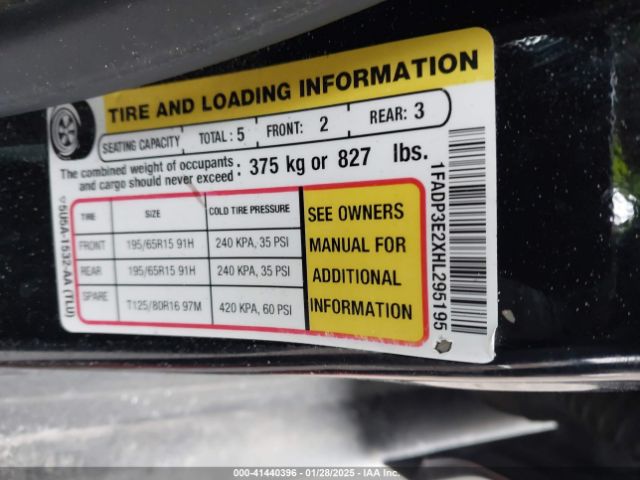 TIRE AND LOADING INFORMATION
SEATING CAPACITY TOTAL : 5 FRONT: 2 REAR: 3
The combined weight of occupants and cargo should never exceed : 375 kg or 827 lbs.
TIRE SIZE COLD TIRE PRESSURE
FRONT 195/65R15 91H 240 KPA, 35 PSI
REAR 195/65R15 91H 240 KPA, 35 PSI
SPARE T125/80R16 97M 420 KPA, 60 PSI
SEE OWNERS
MANUAL FOR
ADDITIONAL
INFORMATION
5U5A-1532-AA (TLU)
1FADP3E2XHL295195
000-41440396 - 01/28/2025 - IAA Inc.